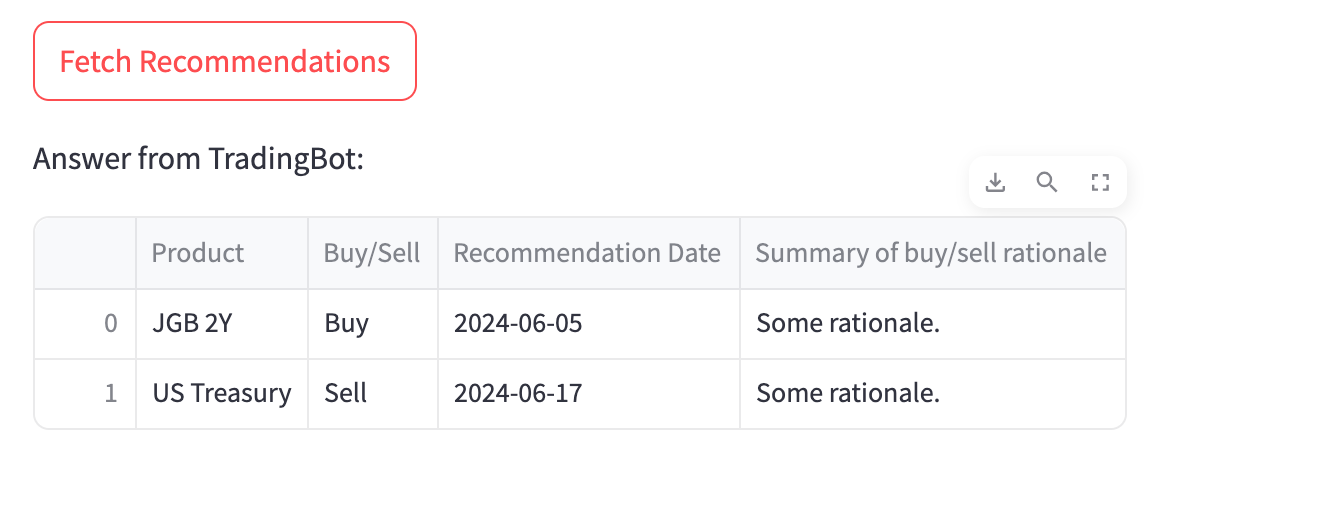 Fetch Recommendations
Answer from TradingBot:
Product Buy/Sell Recommendation Date Summary of buy/sell rationale
0 JGB 2Y Buy 2024-06-05 Some rationale.
1 US Treasury Sell 2024-06-17 Some rationale.